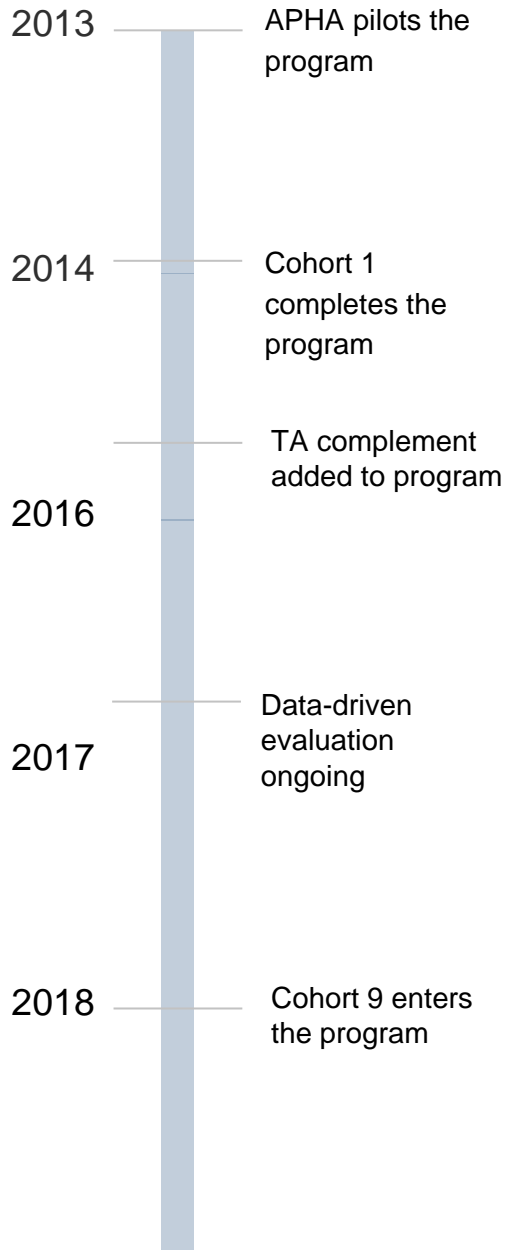 2013
APHA pilots the
program
2014
Cohort 1
completes the
program
TA complement
added to program
2016
Data-driven
evaluation
ongoing
2017
2018
Cohort 9 enters
the program